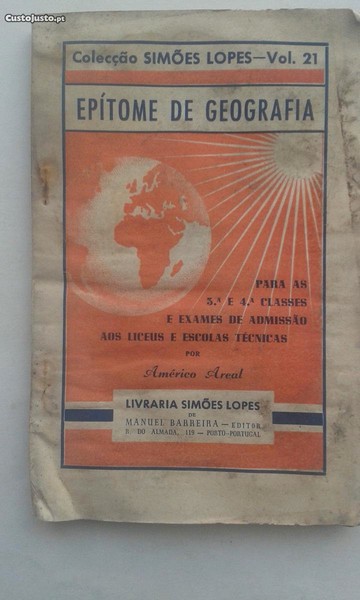 CustoJusto.pt
Colecção SIMÕES LOPES—Vol. 21
EPÍTOME DE GEOGRAFIA
PARA AS
3.ª E 4.ª CLASSES
E EXAMES DE ADMISSÃO
AOS LICEUS E ESCOLAS TÉCNICAS
POR
Américo Areal
LIVRARIA SIMÕES LOPES
DE
MANUEL BARREIRA — EDITOR
R. DO ALMADA, 119 — PORTO-PORTUGAL